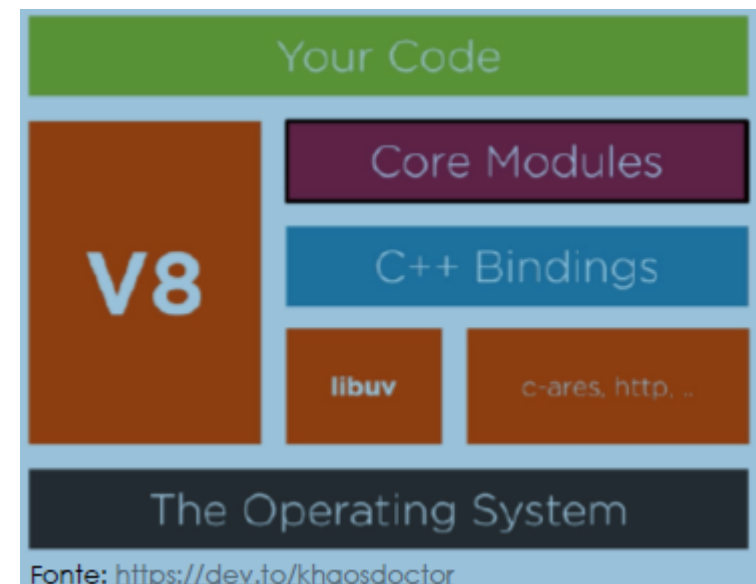 Your Code
V8
Core Modules
C++ Bindings
libuv
c-ares, http, ..
The Operating System
Fonte: https://dev.to/khaosdoctor